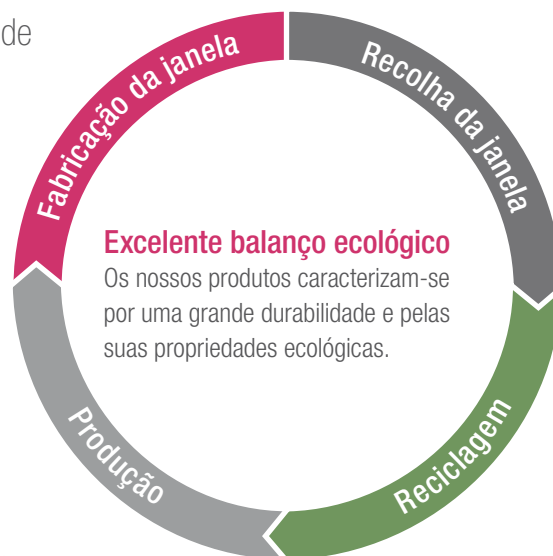 de
Fabricação da janela
Recolha da janela
Excelente balanço ecológico
Os nossos produtos caracterizam-se
por uma grande durabilidade e pelas
suas propriedades ecológicas.
Produção
Reciclagem